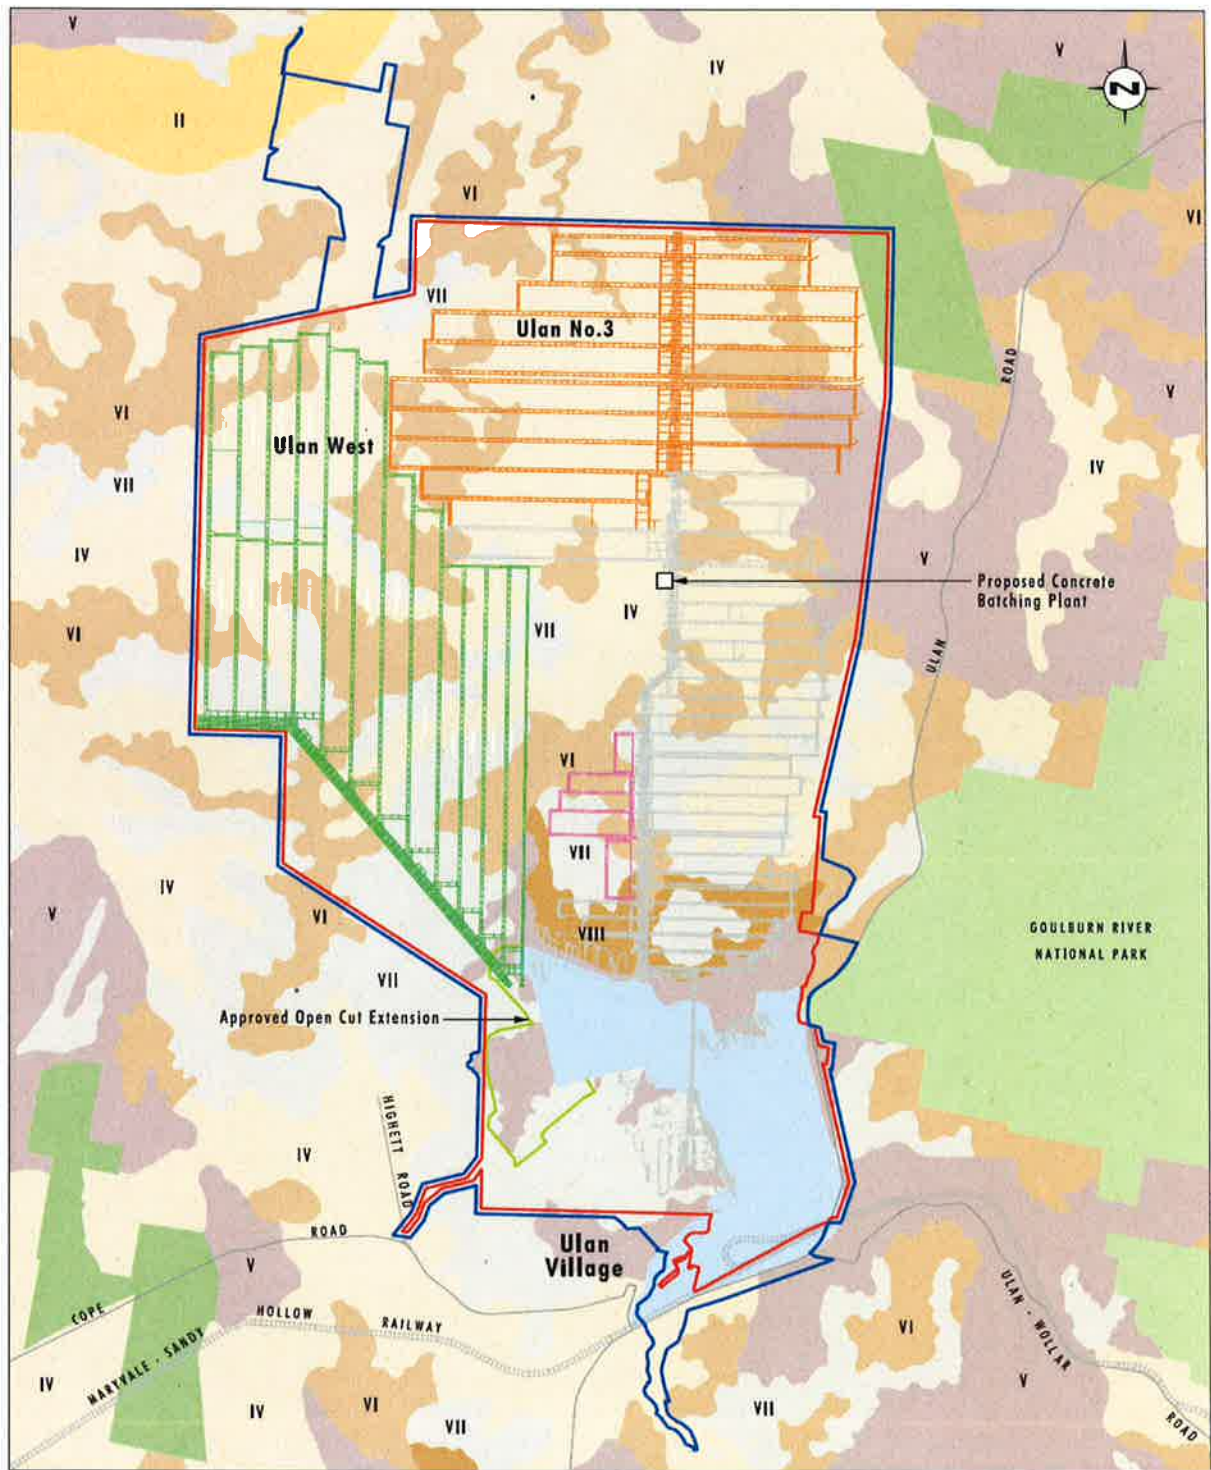 V
IV
V
N
II
VI
VI
VII
Ulan No.3
ROAD
V
VI
Ulan West
IV
VII
IV
V
Proposed Concrete
Batching Plant
IV
VI
VII
ULAN
VI
VII
IV
V
VI
VIII
GOULBURN RIVER
NATIONAL PARK
VII
Approved Open Cut Extension
HIGHETT ROAD
IV
ROAD
Ulan
Village
V
COPE
HOLLOW
RAILWAY
MARYVALE - SANDY
ULAN - WOLLAR
VI
IV
IV
VI
VII
VII
V
ROAD